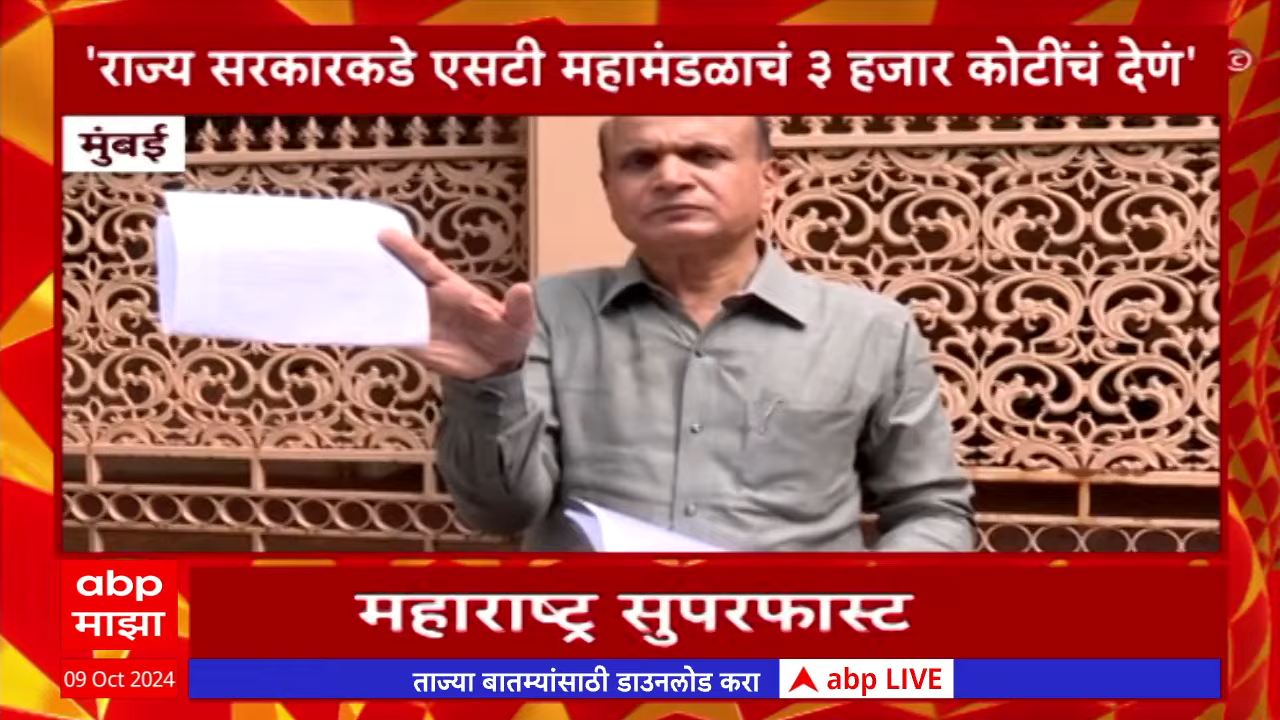 'राज्य सरकारकडे एसटी महामंडळाचं ३ हजार कोटींचं देणं'
मुंबई
abp
माझा
महाराष्ट्र सुपरफास्ट
09 Oct 2024
ताज्या बातम्यांसाठी डाउनलोड करा
abp LIVE